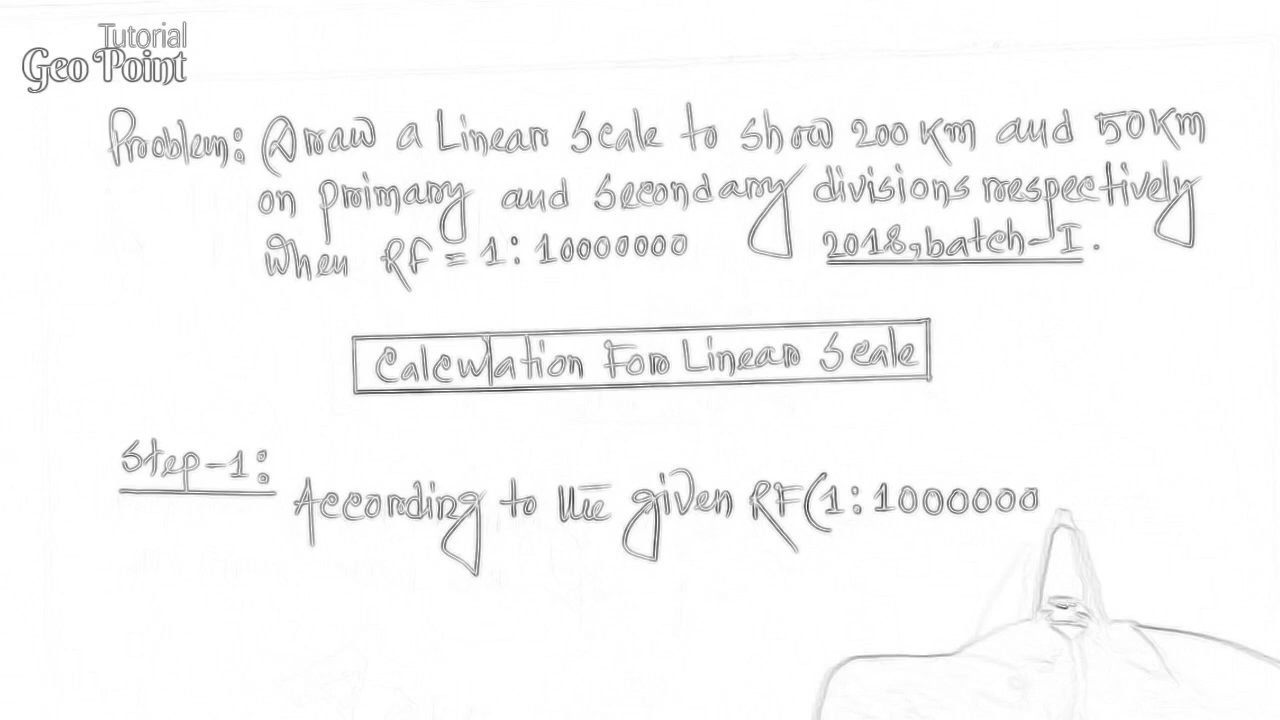 Tutorial
Geo Point
Problem: Draw a Linear Scale to show 200 Km and 50 Km
on primary and Secondary divisions respectively
When RF = 1:10000000 2018, batch-I.
Calculation For Linear Scale
Step-1:
According to the given RF(1:1000000